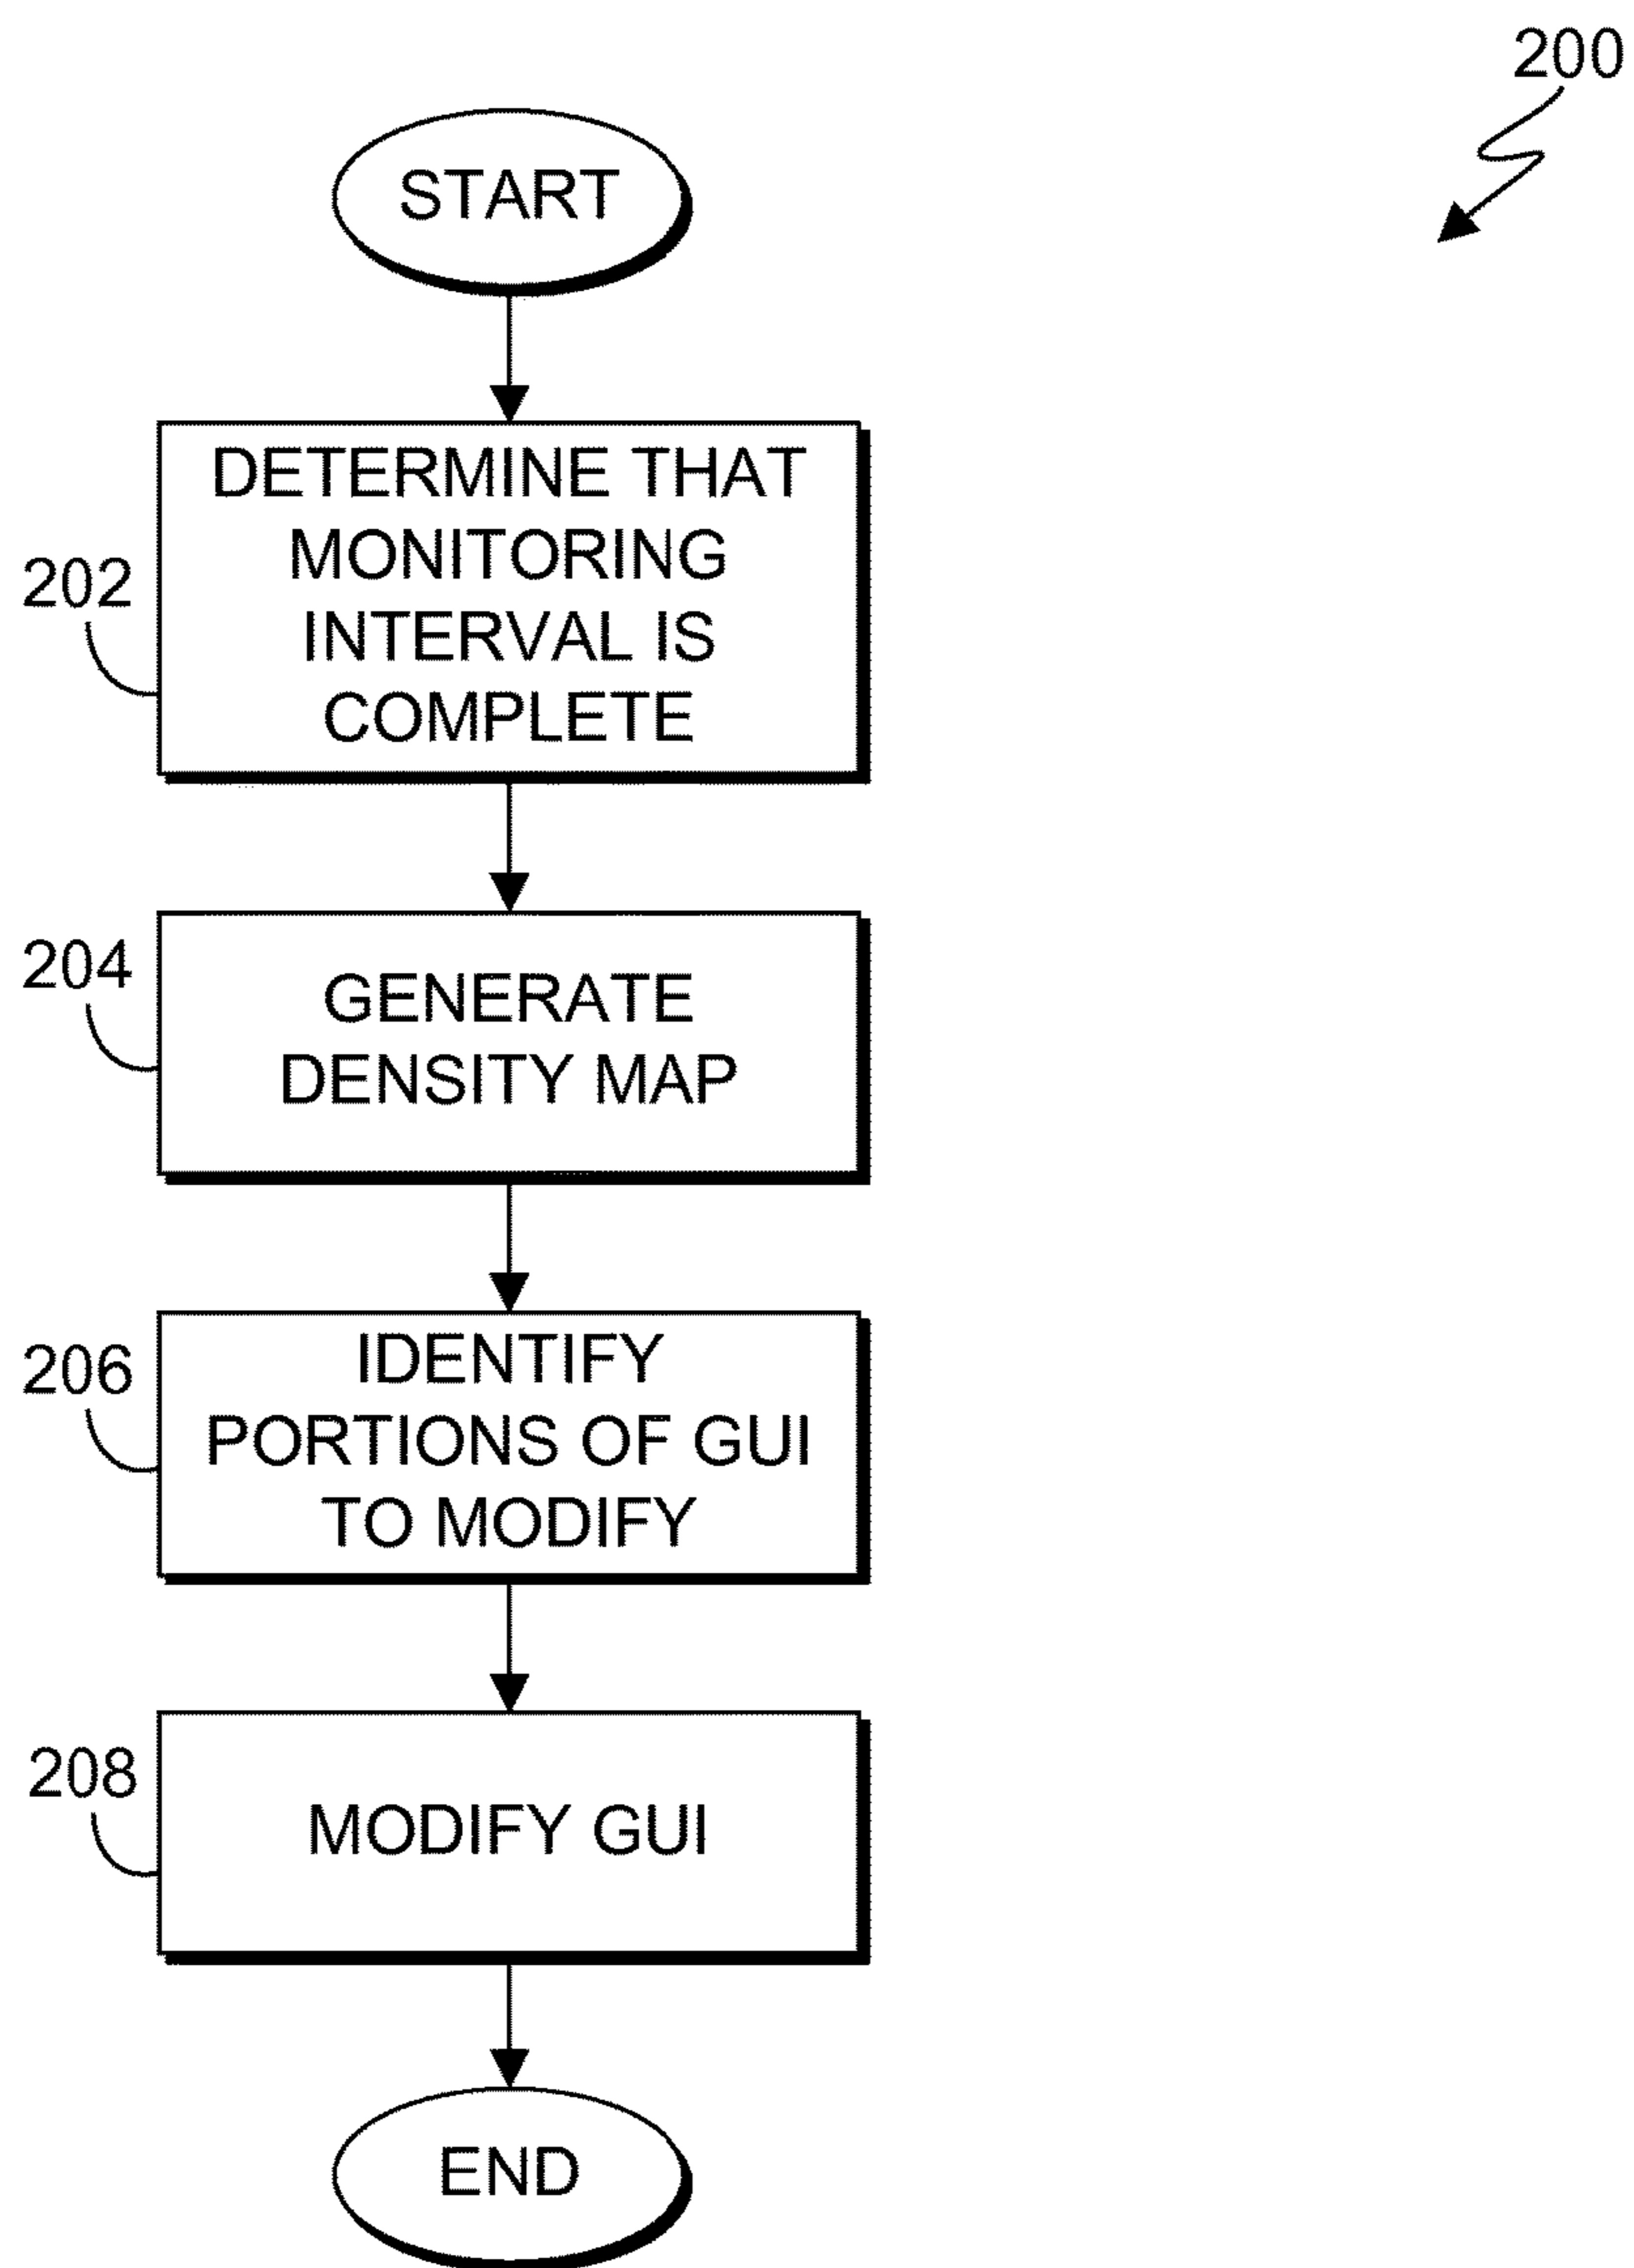 200
START
DETERMINE THAT
MONITORING
INTERVAL IS
COMPLETE
202
GENERATE
DENSITY MAP
204
IDENTIFY
PORTIONS OF GUI
TO MODIFY
206
MODIFY GUI
208
END